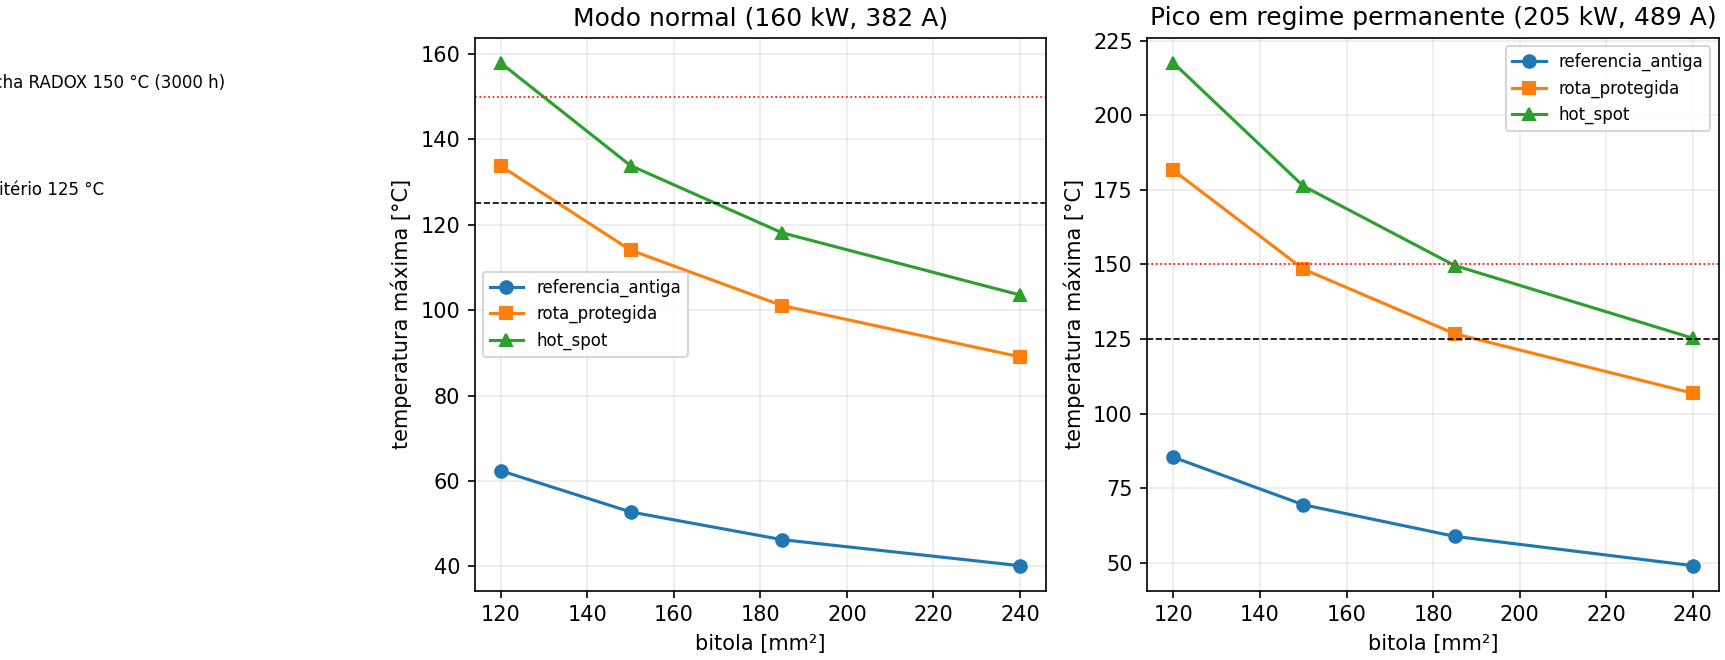 cha RADOX 150 °C (3000 h)
itério 125 °C
Modo normal (160 kW, 382 A)
temperatura máxima [°C]
160
140
120
100
80
60
40
referencia_antiga
rota_protegida
hot_spot
120 140 160 180 200 220 240
bitola [mm²]
Pico em regime permanente (205 kW, 489 A)
temperatura máxima [°C]
225
200
175
150
125
100
75
50
referencia_antiga
rota_protegida
hot_spot
120 140 160 180 200 220 240
bitola [mm²]